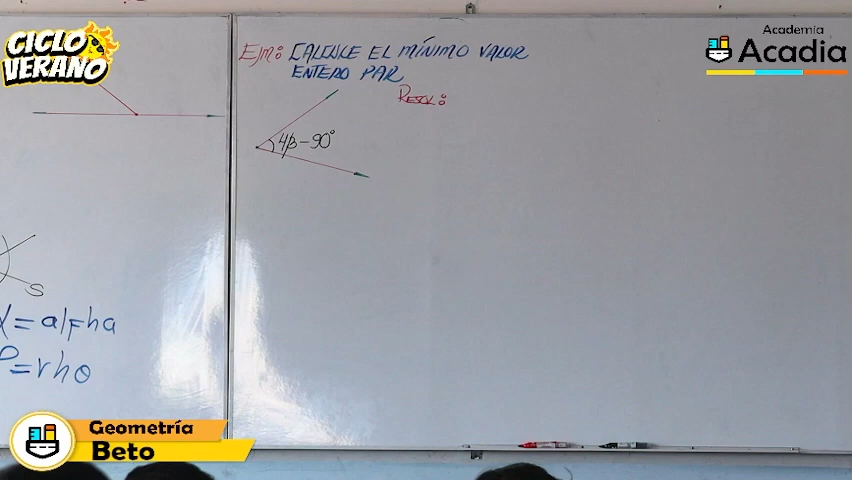 CICLO
VERANO
Academia
Acadia
Ejm: CALCULE EL MÍNIMO VALOR
ENTERO PAR
RESOL:
4β-90°
S
α = alfha
ρ = rho
Geometría
Beto